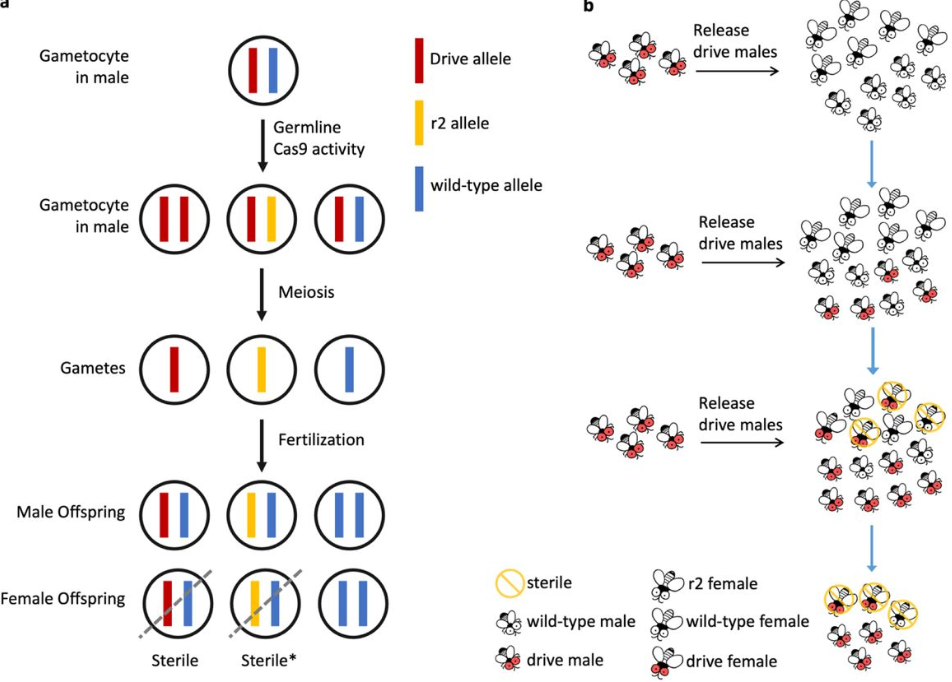 a
Gametocyte
in male
Germline
Cas9 activity
Gametocyte
in male
Meiosis
Gametes
Fertilization
Male Offspring
Female Offspring
Sterile
Sterile*
Drive allele
r2 allele
wild-type allele
b
Release
drive males
Release
drive males
Release
drive males
sterile
wild-type male
drive male
r2 female
wild-type female
drive female